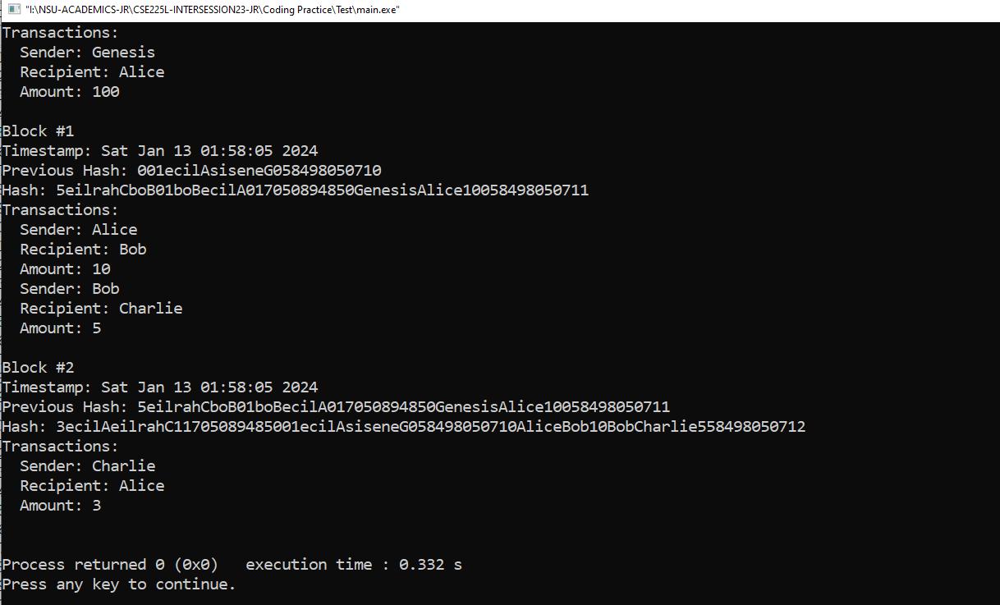 "I:\NSU-ACADEMICS-JR\CSE225L-INTERSESSION23-JR\Coding Practice\Test\main.exe"
Transactions:
  Sender: Genesis
  Recipient: Alice
  Amount: 100

Block #1
Timestamp: Sat Jan 13 01:58:05 2024
Previous Hash: 001ecilAsiseneG058498050710
Hash: 5eilrahCboB01boBecilA017050894850GenesisAlice10058498050711
Transactions:
  Sender: Alice
  Recipient: Bob
  Amount: 10
  Sender: Bob
  Recipient: Charlie
  Amount: 5

Block #2
Timestamp: Sat Jan 13 01:58:05 2024
Previous Hash: 5eilrahCboB01boBecilA017050894850GenesisAlice10058498050711
Hash: 3ecilAeilrahC11705089485001ecilAsiseneG058498050710AliceBob10BobCharlie558498050712
Transactions:
  Sender: Charlie
  Recipient: Alice
  Amount: 3

Process returned 0 (0x0)   execution time : 0.332 s
Press any key to continue.